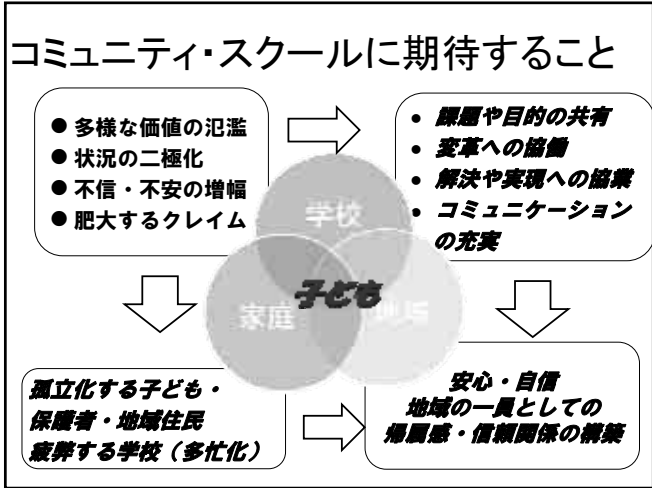 コミュニティ・スクールに期待すること
● 多様な価値の氾濫
● 状況の二極化
● 不信・不安の増幅
● 肥大するクレイム
• 課題や目的の共有
• 変革への協働
• 解決や実現への協業
• コミュニケーション
の充実
学校
子ども
家庭
地域
孤立化する子ども・
保護者・地域住民
疲弊する学校（多忙化）
安心・自信
地域の一員としての
帰属感・信頼関係の構築